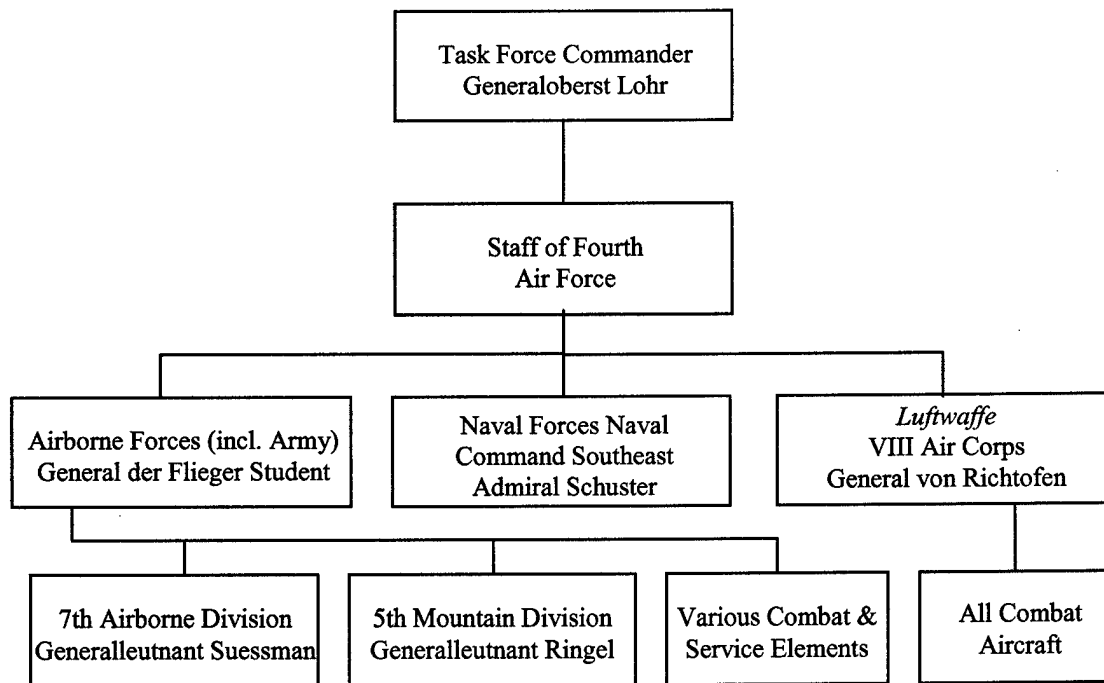 Task Force Commander
Generaloberst Lohr
Staff of Fourth
Air Force
Airborne Forces (incl. Army)
General der Flieger Student
Naval Forces Naval
Command Southeast
Admiral Schuster
Luftwaffe
VIII Air Corps
General von Richtofen
7th Airborne Division
Generalleutnant Suessman
5th Mountain Division
Generalleutnant Ringel
Various Combat &
Service Elements
All Combat
Aircraft